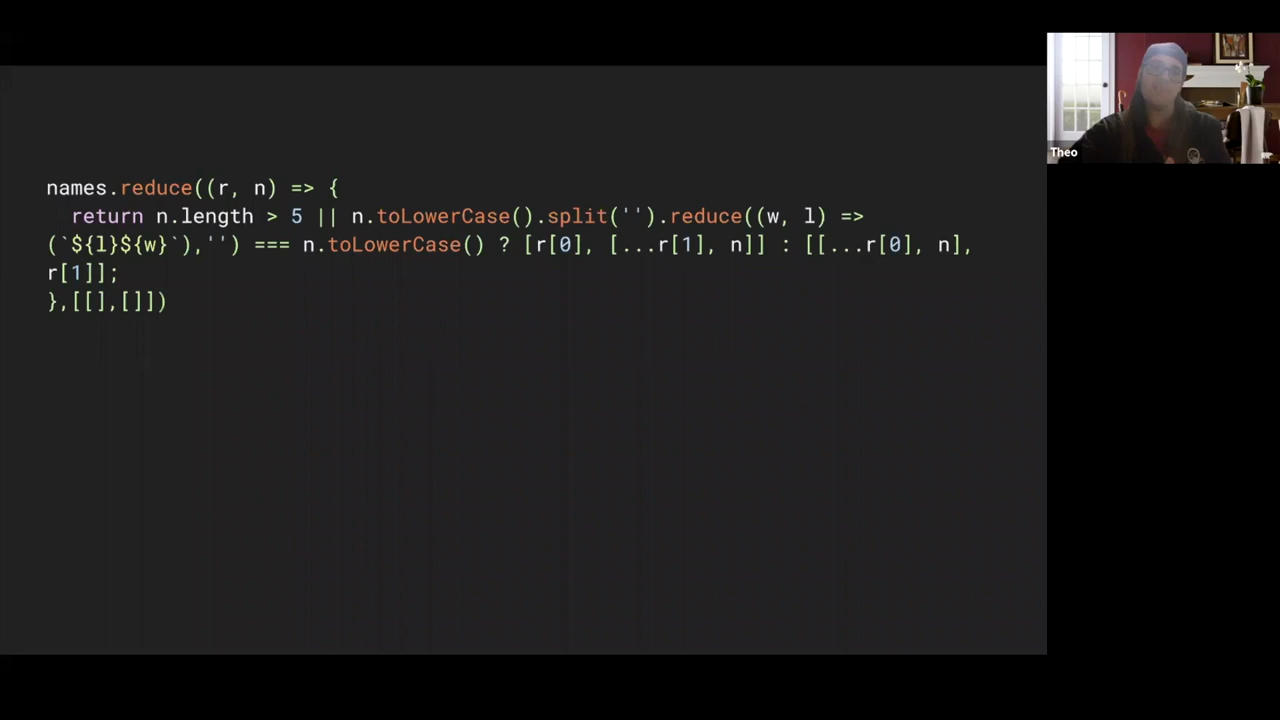 names.reduce((r, n) => {
  return n.length > 5 || n.toLowerCase().split('').reduce((w, l) =>
(`${l}${w}`),'') === n.toLowerCase() ? [r[0], [...r[1], n]] : [[...r[0], n],
r[1]];
},[[],[]])
Theo